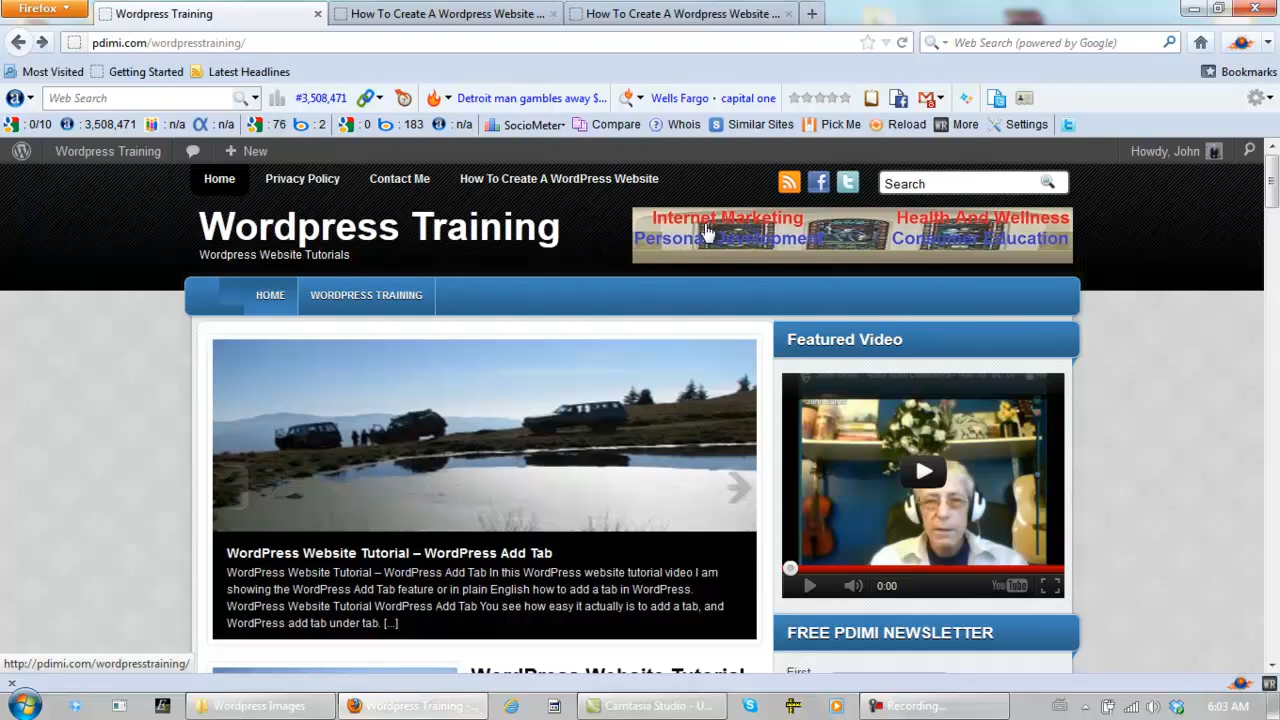 Firefox
Wordpress Training
How To Create A Wordpress Website ...
How To Create A Wordpress Website ...
pdimi.com/wordpresstraining/
Web Search (powered by Google)
Most Visited
Getting Started
Latest Headlines
Bookmarks
Web Search
#3,508,471
Detroit man gambles away $...
Wells Fargo • capital one
: 0/10
: 3,508,471
: n/a
: n/a
: 76
: 2
: 0
: 183
: n/a
SocioMeter
Compare
Whois
Similar Sites
Pick Me
Reload
More
Settings
Wordpress Training
New
Howdy, John
Home
Privacy Policy
Contact Me
How To Create A WordPress Website
Search
Wordpress Training
Wordpress Website Tutorials
Internet Marketing
Health And Wellness
Personal Development
Consumer Education
HOME
WORDPRESS TRAINING
Featured Video
0:00
YouTube
WordPress Website Tutorial – WordPress Add Tab
WordPress Website Tutorial – WordPress Add Tab In this WordPress website tutorial video I am
showing the WordPress Add Tab feature or in plain English how to add a tab in WordPress.
WordPress Website Tutorial WordPress Add Tab You see how easy it actually is to add a tab, and
WordPress add tab under tab. [...]
FREE PDIMI NEWSLETTER
First
WordPress Website Tutorial
http://pdimi.com/wordpresstraining/
Wordpress Images
Wordpress Training -...
Camtasia Studio - U...
Recording...
6:03 AM